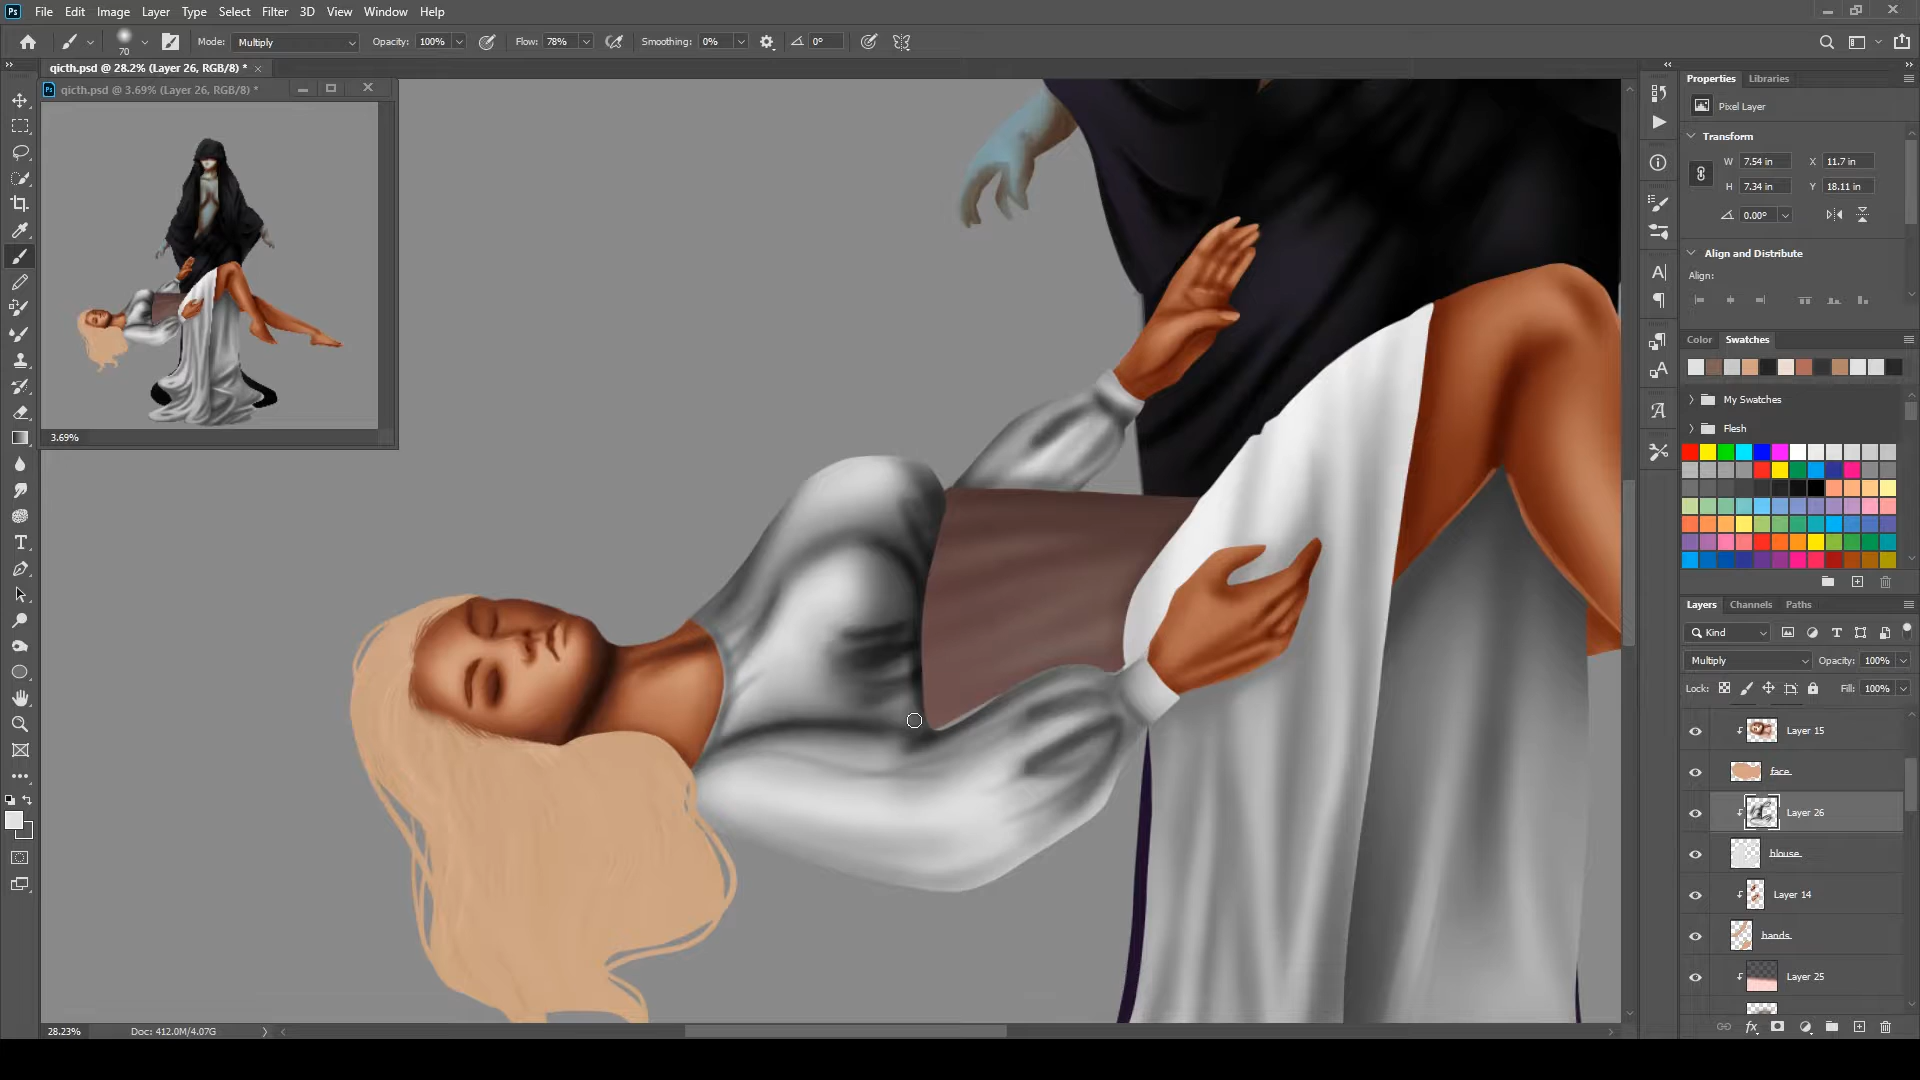 Ps File Edit Image Layer Type Select Filter 3D View Window Help
70 Mode: Multiply Opacity: 100% Flow: 78% Smoothing: 0% 0°
qicth.psd @ 28.2% (Layer 26, RGB/8) *
Ps qicth.psd @ 3.69% (Layer 26, RGB/8) *
3.69%
28.23% Doc: 412.0M/4.07G
Properties Libraries
Pixel Layer
Transform
W 7.54 in X 11.7 in
H 7.34 in Y 18.11 in
0.00°
Align and Distribute
Align:
Color Swatches
My Swatches
Flesh
Layers Channels Paths
Kind
Multiply Opacity: 100%
Lock: Fill: 100%
Layer 15
face
Layer 26
blouse
Layer 14
hands
Layer 25